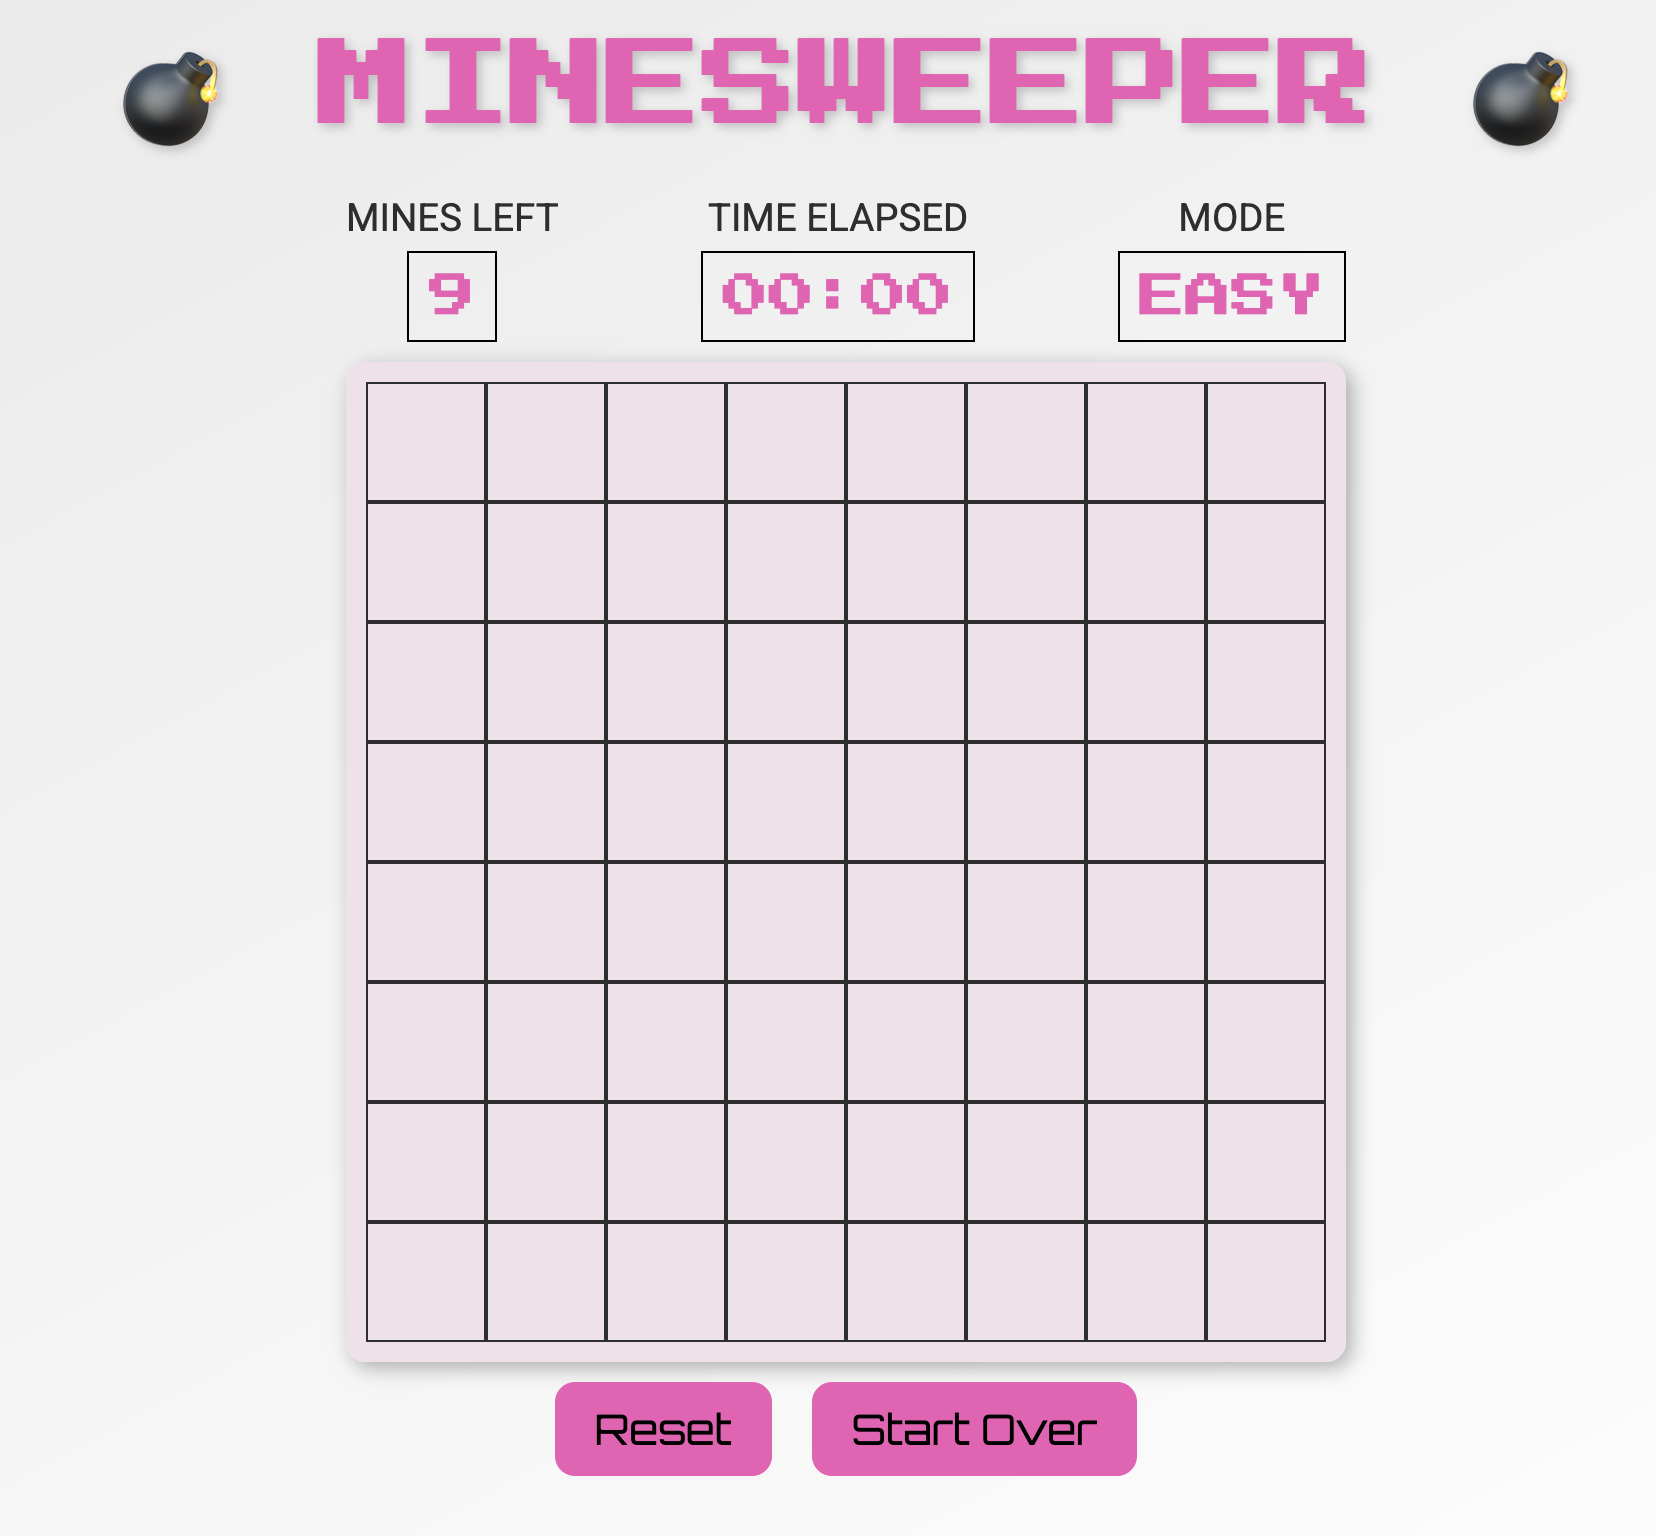 MINESWEEPER
MINES LEFT
TIME ELAPSED
MODE
9
00:00
EASY
Reset
Start Over